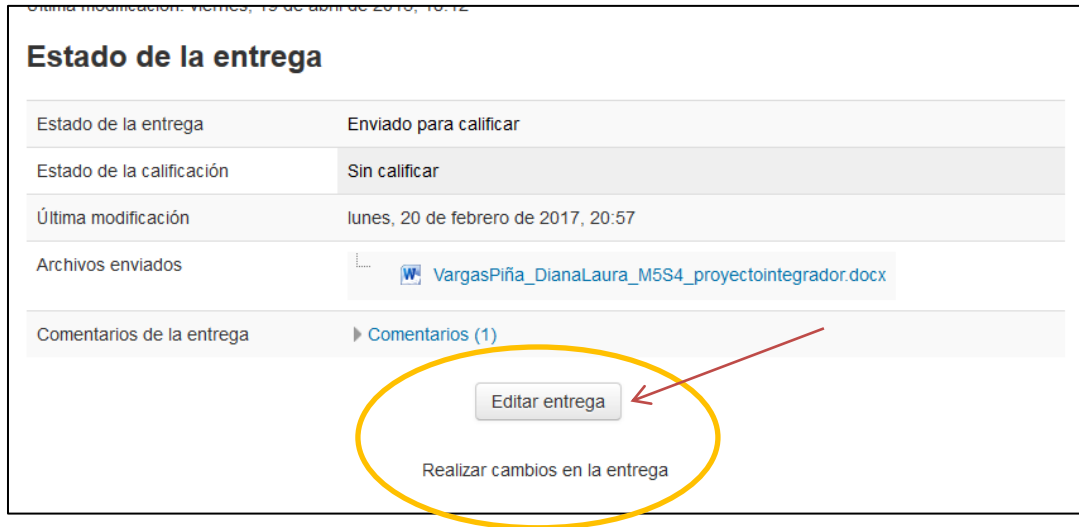 Estado de la entrega
Estado de la entrega Enviado para calificar
Estado de la calificación Sin calificar
Última modificación lunes, 20 de febrero de 2017, 20:57
Archivos enviados VargasPiña_DianaLaura_M5S4_proyectointegrador.docx
Comentarios de la entrega Comentarios (1)
Editar entrega
Realizar cambios en la entrega